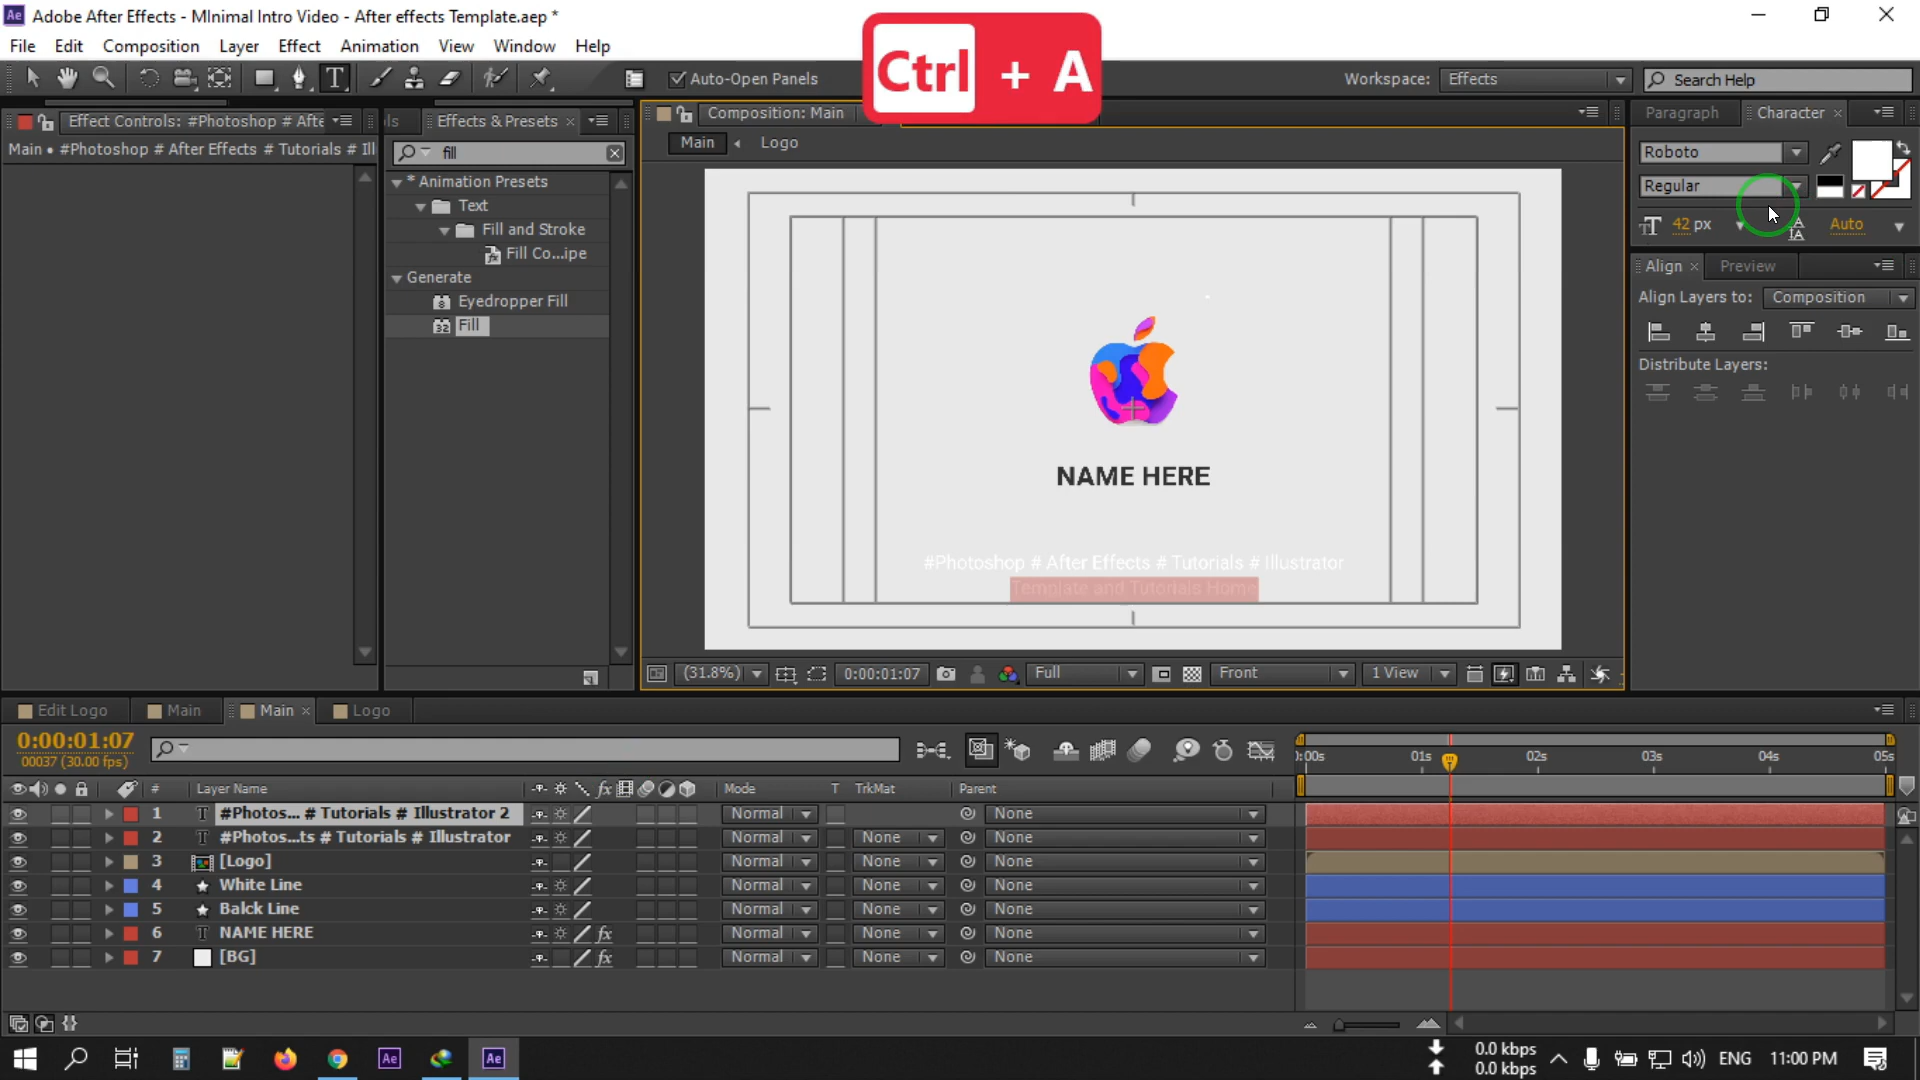 Adobe After Effects - MInimal Intro Video - After effects Template.aep *
File Edit Composition Layer Effect Animation View Window Help
Ctrl + A
Auto-Open Panels
Workspace: Effects
Search Help
Effect Controls: #Photoshop # Afte
Effects & Presets
Composition: Main
Paragraph Character
Main • #Photoshop # After Effects # Tutorials # Ill
fill
Main Logo
Roboto
Regular
42 px Auto
* Animation Presets
Text
Fill and Stroke
Fill Co...ipe
Generate
Eyedropper Fill
Fill
Align Preview
Align Layers to: Composition
Distribute Layers:
NAME HERE
#Photoshop # After Effects # Tutorials # Illustrator
Template and Tutorials Home
(31.8%) 0:00:01:07 Full Front 1 View
Edit Logo Main Main Logo
0:00:01:07
00037 (30.00 fps)
):00s 01s 02s 03s 04s 05s
# Layer Name Mode T TrkMat Parent
1 T #Photos... # Tutorials # Illustrator 2 Normal None
2 T #Photos...ts # Tutorials # Illustrator Normal None None
3 [Logo] Normal None None
4 White Line Normal None None
5 Balck Line Normal None None
6 T NAME HERE fx Normal None None
7 [BG] fx Normal None None
0.0 kbps
0.0 kbps
ENG 11:00 PM